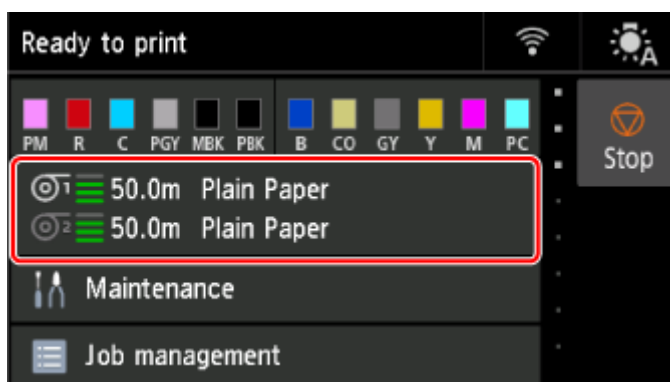 Ready to print
A
PM R C PGY MBK PBK B CO GY Y M PC
Stop
1 50.0m Plain Paper
2 50.0m Plain Paper
Maintenance
Job management